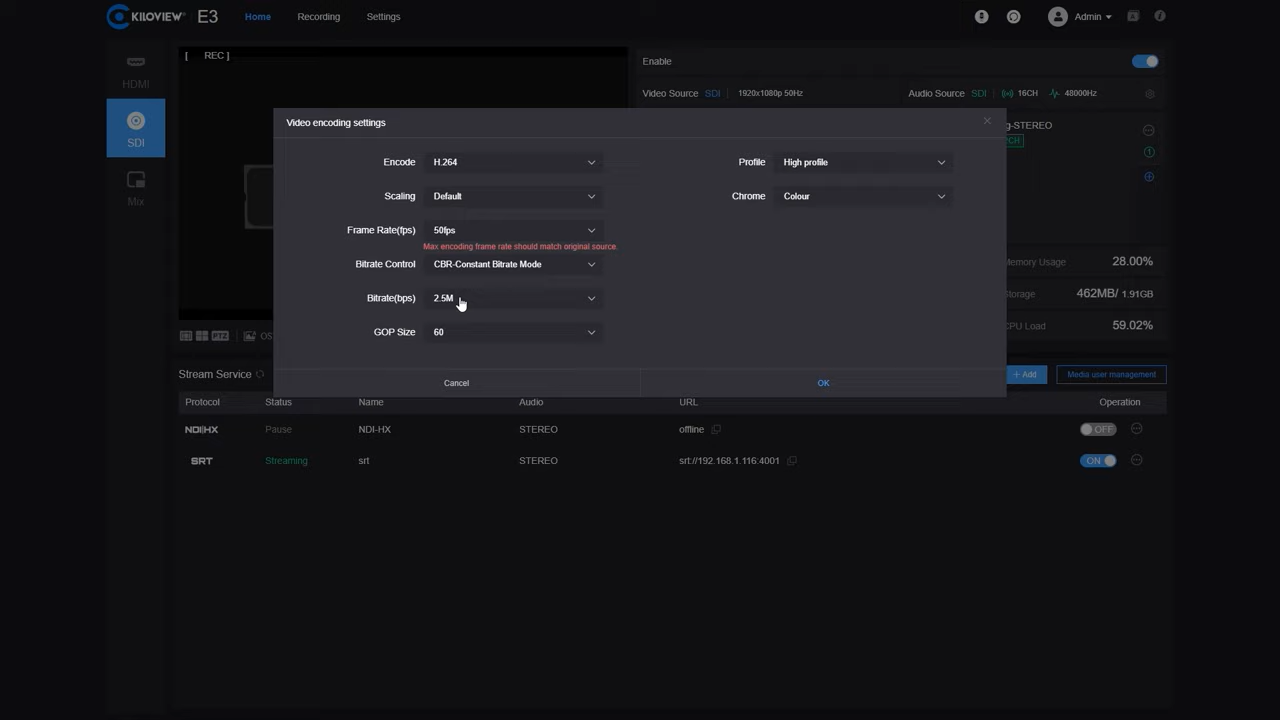 KILOVIEW E3 Home Recording Settings Admin
HDMI
SDI
Mix
[ REC ]
Enable
Video Source SDI 1920x1080p 50Hz Audio Source SDI 16CH 48000Hz
g-STEREO
CH
Video encoding settings
Encode H.264 Profile High profile
Scaling Default Chrome Colour
Frame Rate(fps) 50fps
Max encoding frame rate should match original source.
Bitrate Control CBR-Constant Bitrate Mode
Bitrate(bps) 2.5M
GOP Size 60
Cancel OK
Memory Usage 28.00%
Storage 462MB/ 1.91GB
CPU Load 59.02%
PTZ
Stream Service + Add Media user management
Protocol Status Name Audio URL Operation
NDI|HX Pause NDI-HX STEREO offline OFF
SRT Streaming srt STEREO srt://192.168.1.116:4001 ON